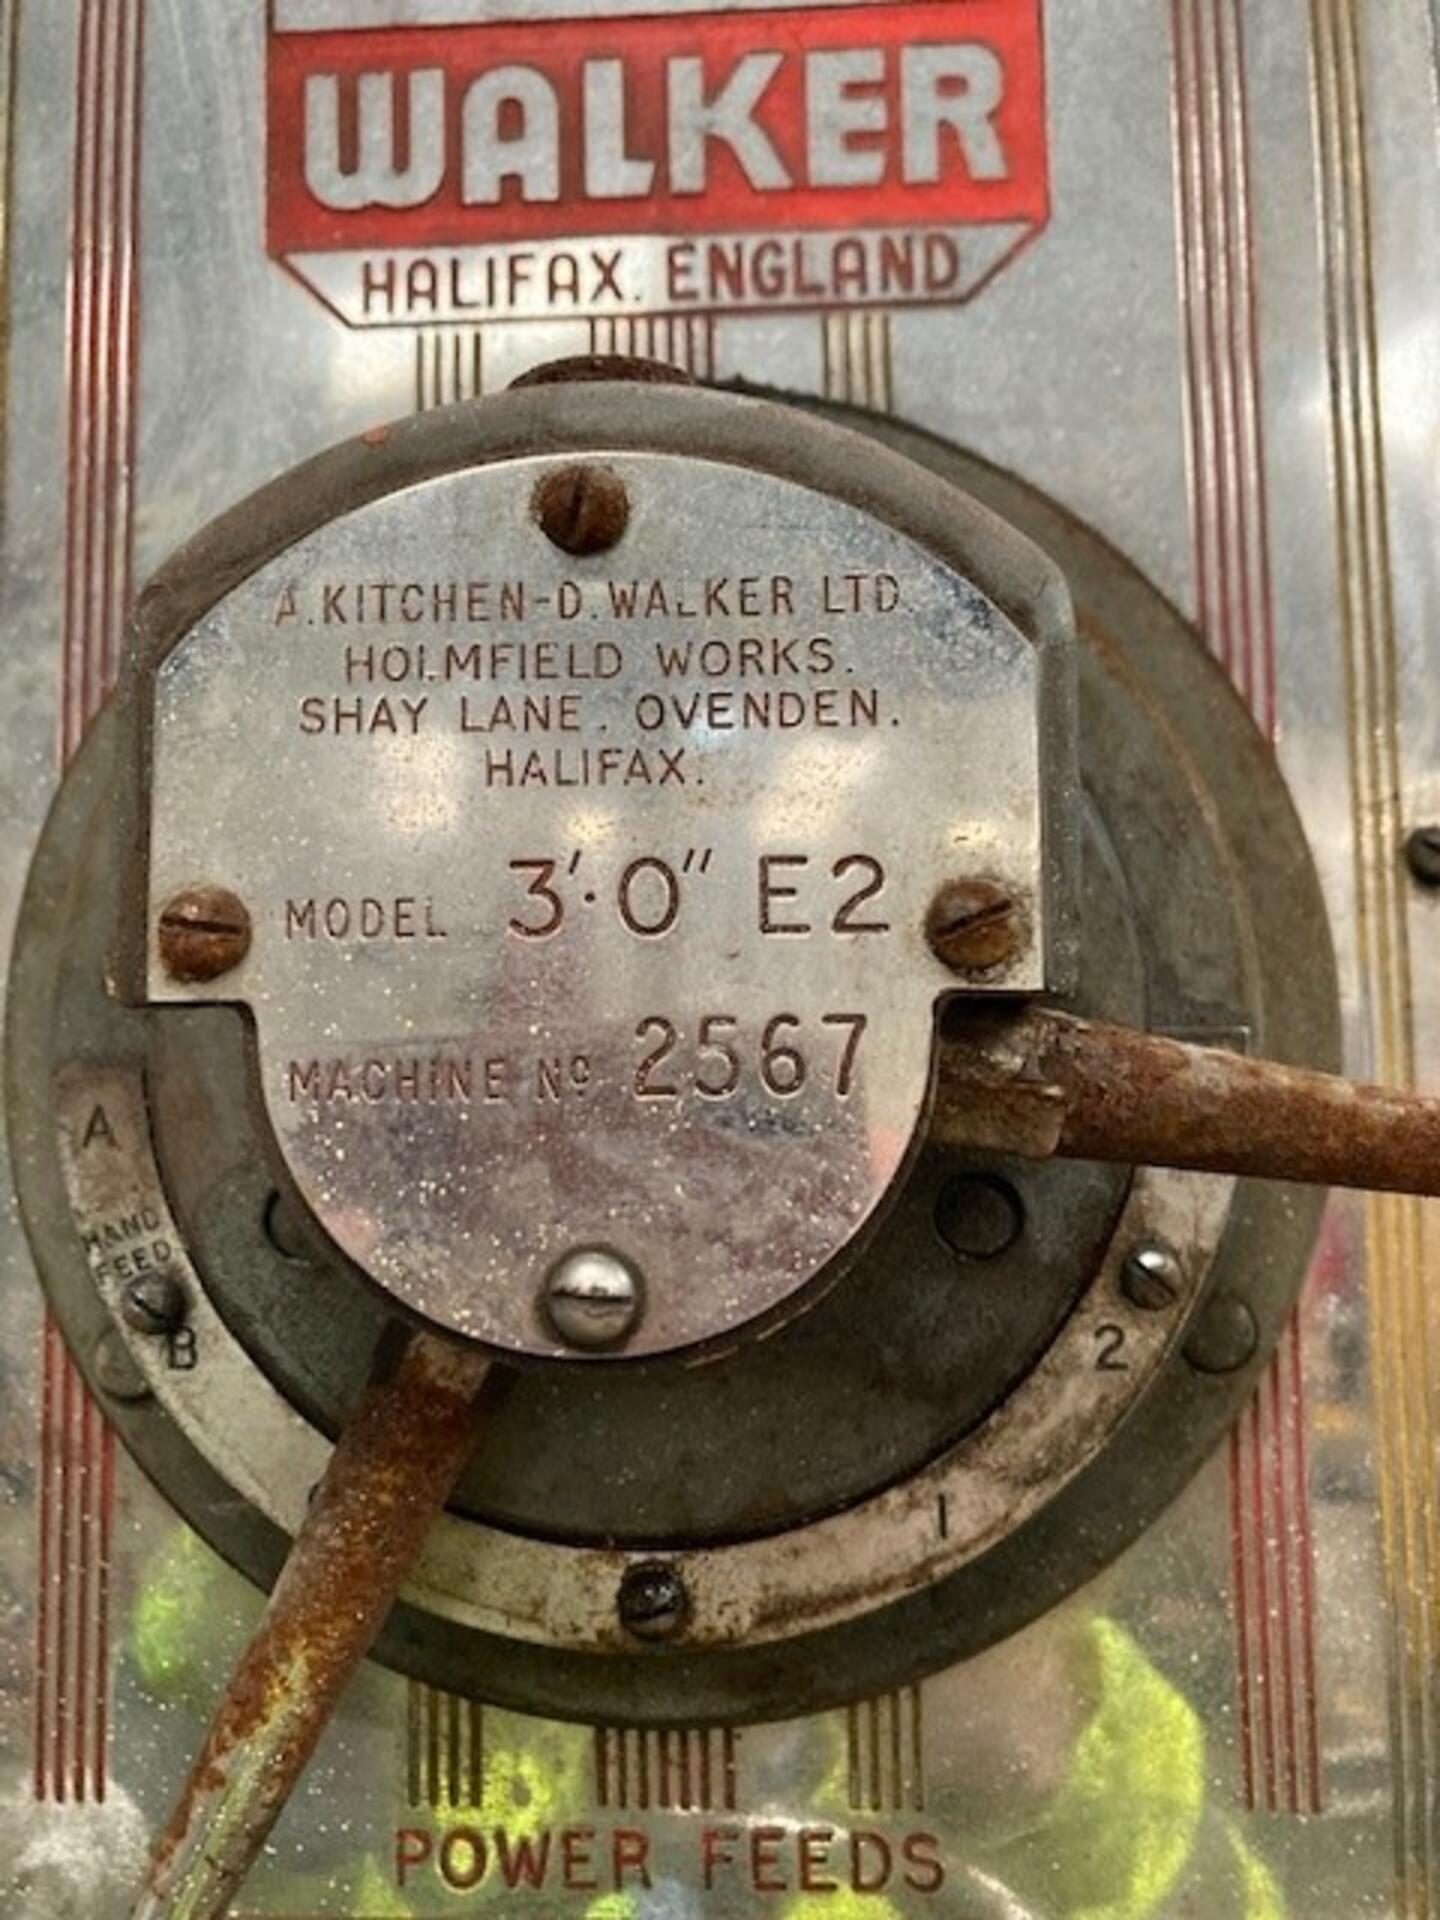 WALKER
HALIFAX. ENGLAND
A. KITCHEN-D. WALKER LTD.
HOLMFIELD WORKS.
SHAY LANE. OVENDEN.
HALIFAX.
MODEL 3'·0" E2
MACHINE No 2567
A
HAND
FEED
B
2
1
POWER FEEDS